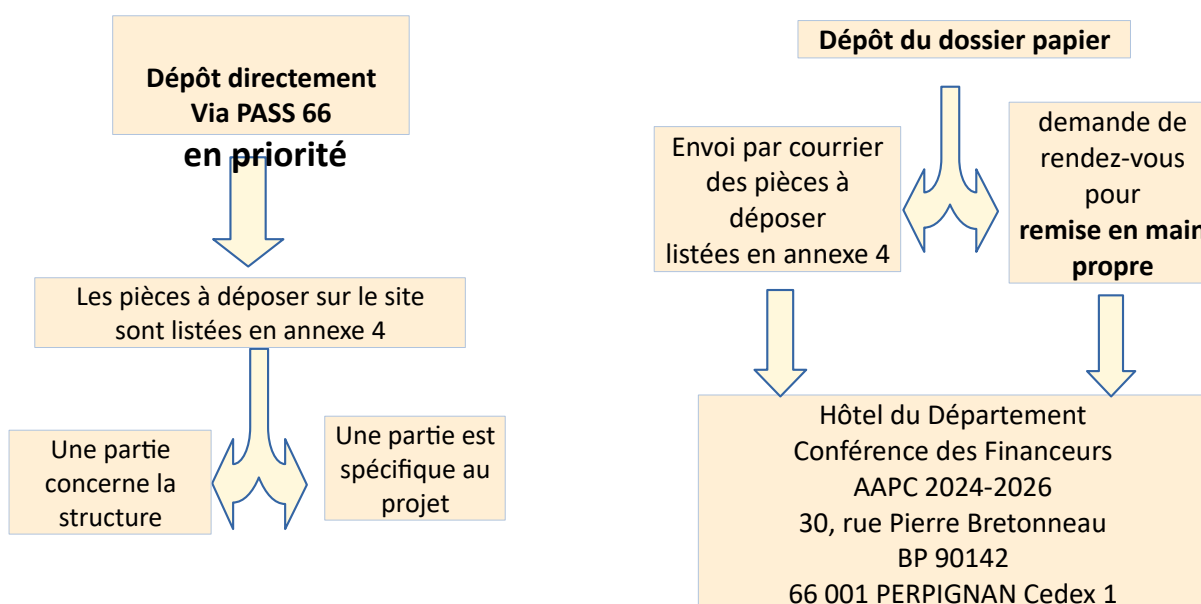 Dépôt directement
Via PASS 66
en priorité
Les pièces à déposer sur le site
sont listées en annexe 4
Une partie
concerne la
structure
Une partie est
spécifique au
projet
Dépôt du dossier papier
Envoi par courrier
des pièces à
déposer
listées en annexe 4
demande de
rendez-vous
pour
remise en main
propre
Hôtel du Département
Conférence des Financeurs
AAPC 2024-2026
30, rue Pierre Bretonneau
BP 90142
66 001 PERPIGNAN Cedex 1